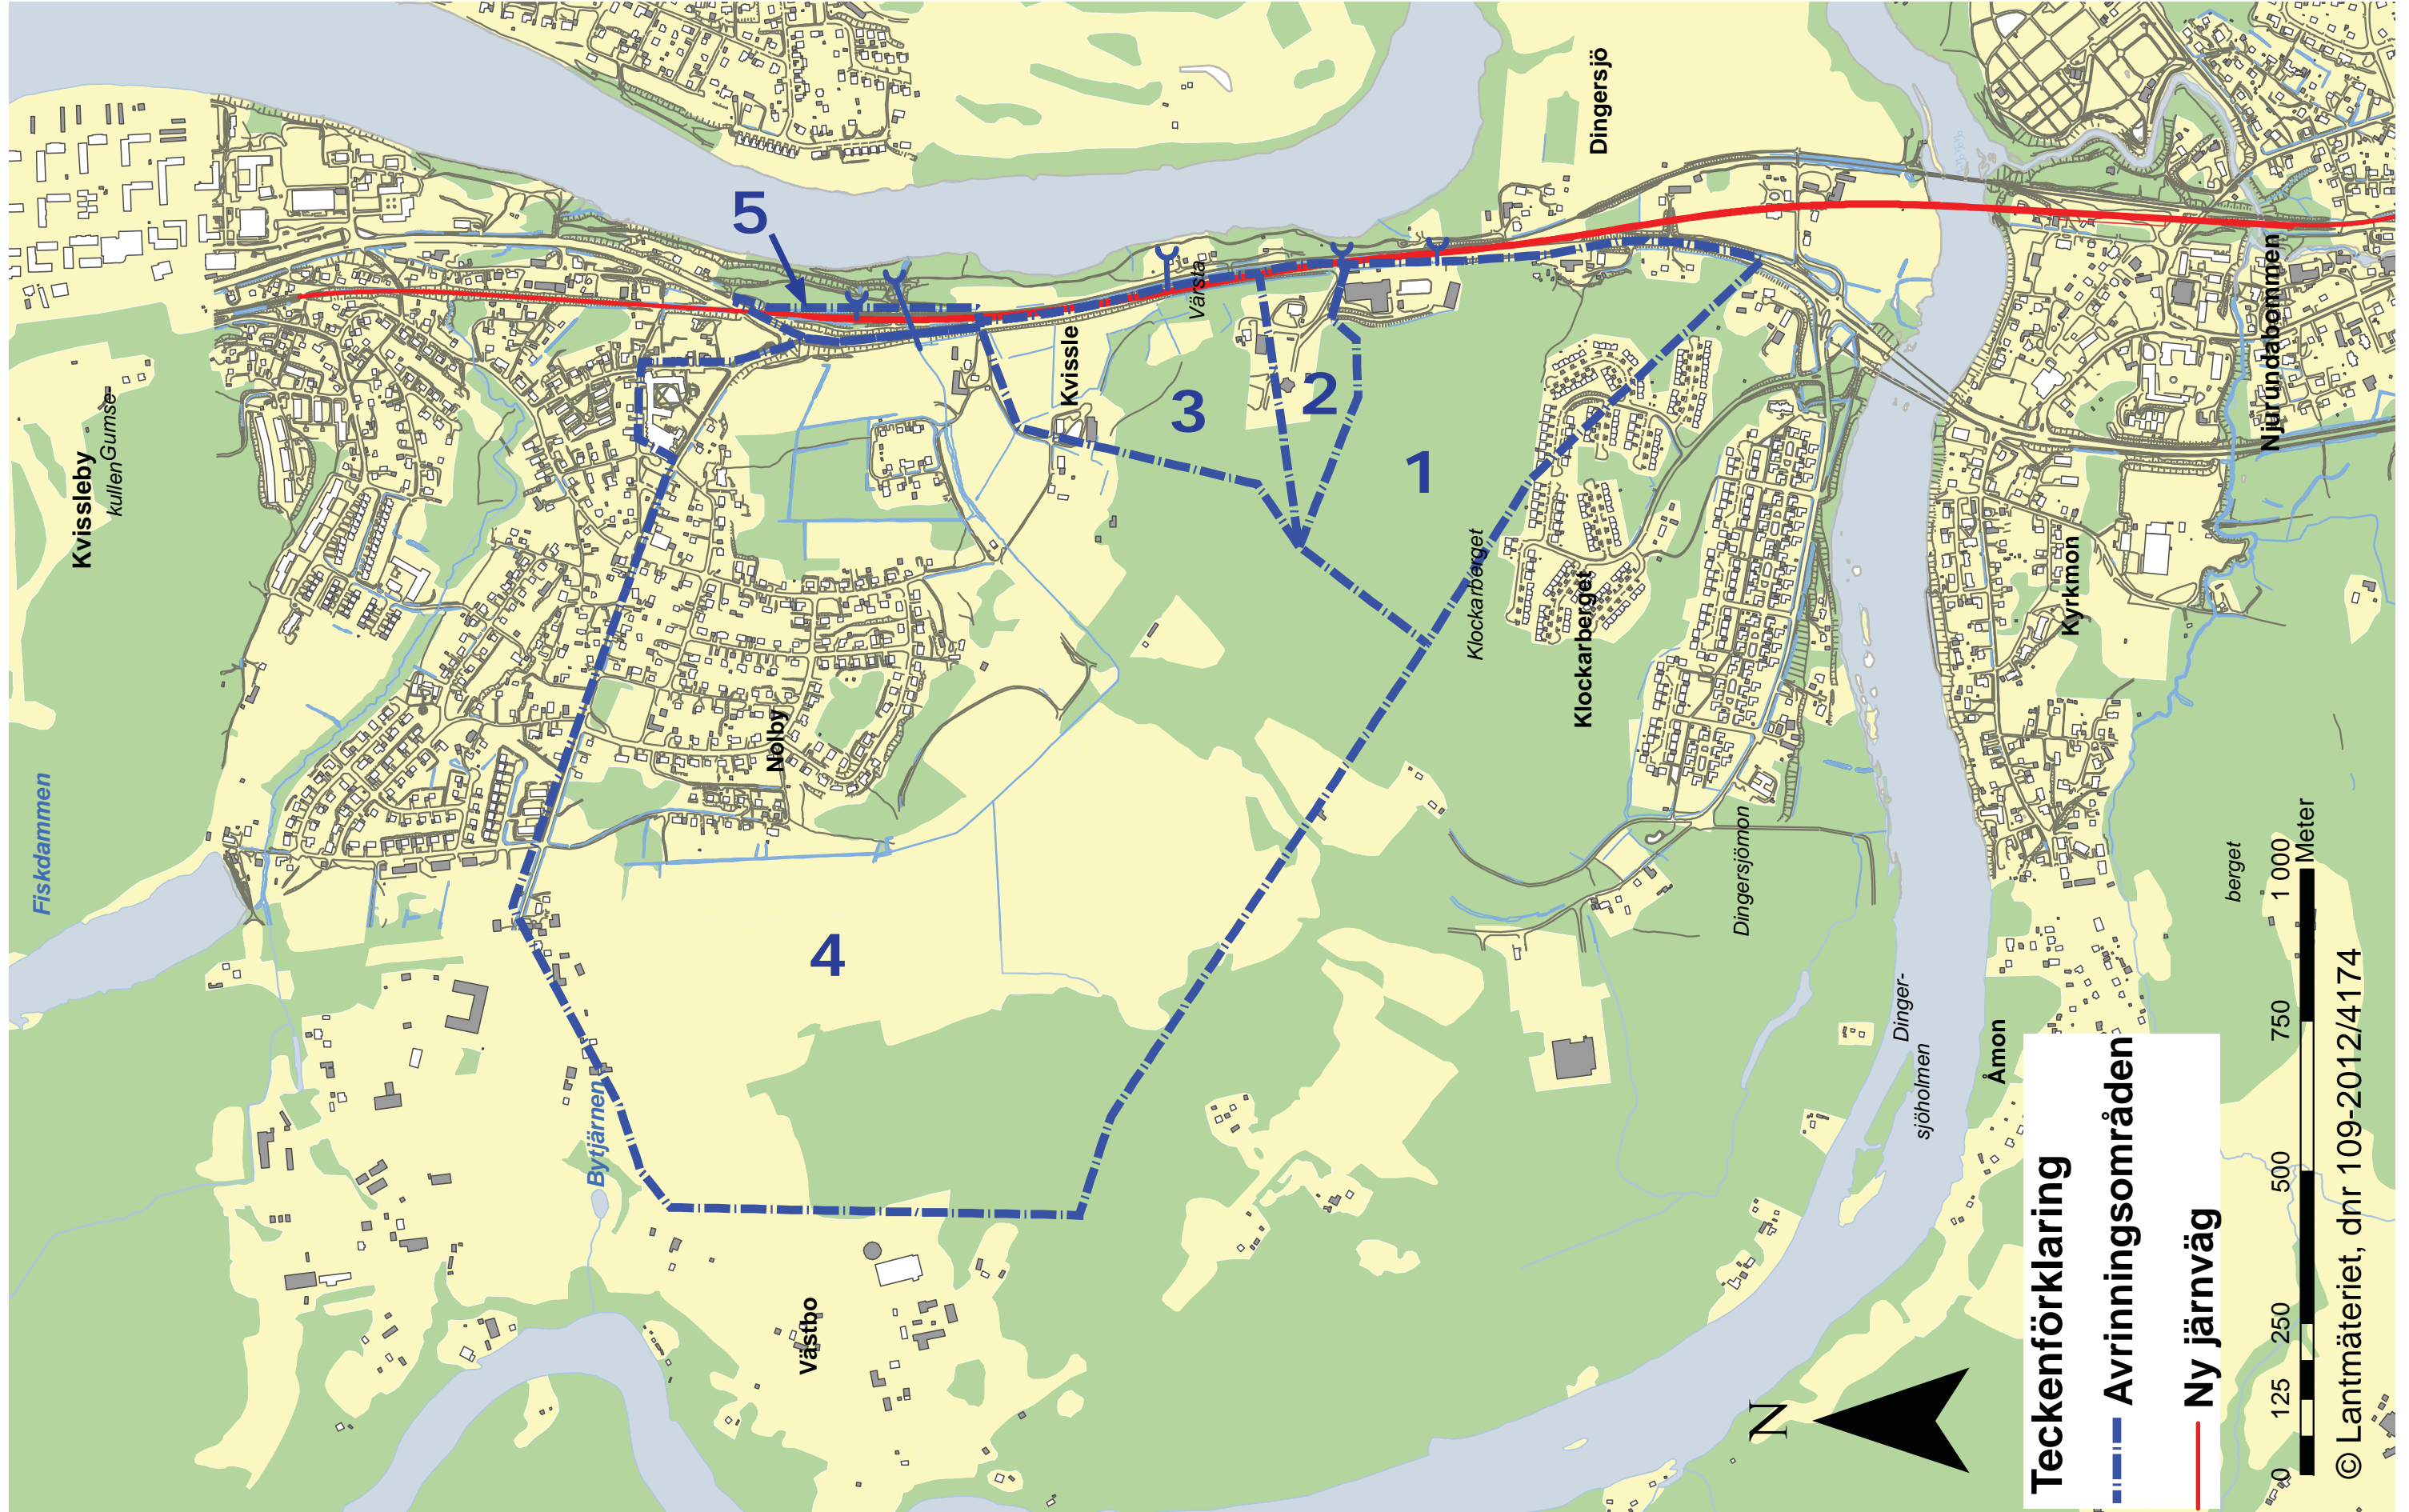 Kvissleby
Gumse-
kullen
Fiskdammen
Bytjärnen
Nolby
Västbo
Kvissle
Värsta
Dingersjö
Klockarberget
Klockarberget
Dingersjömon
Dinger-
sjöholmen
Åmon
Kyrkmon
Njurundabommen
berget
5
4
3
2
1
N
Teckenförklaring
Avrinningsområden
Ny järnväg
0 125 250 500 750 1 000
Meter
© Lantmäteriet, dnr 109-2012/4174